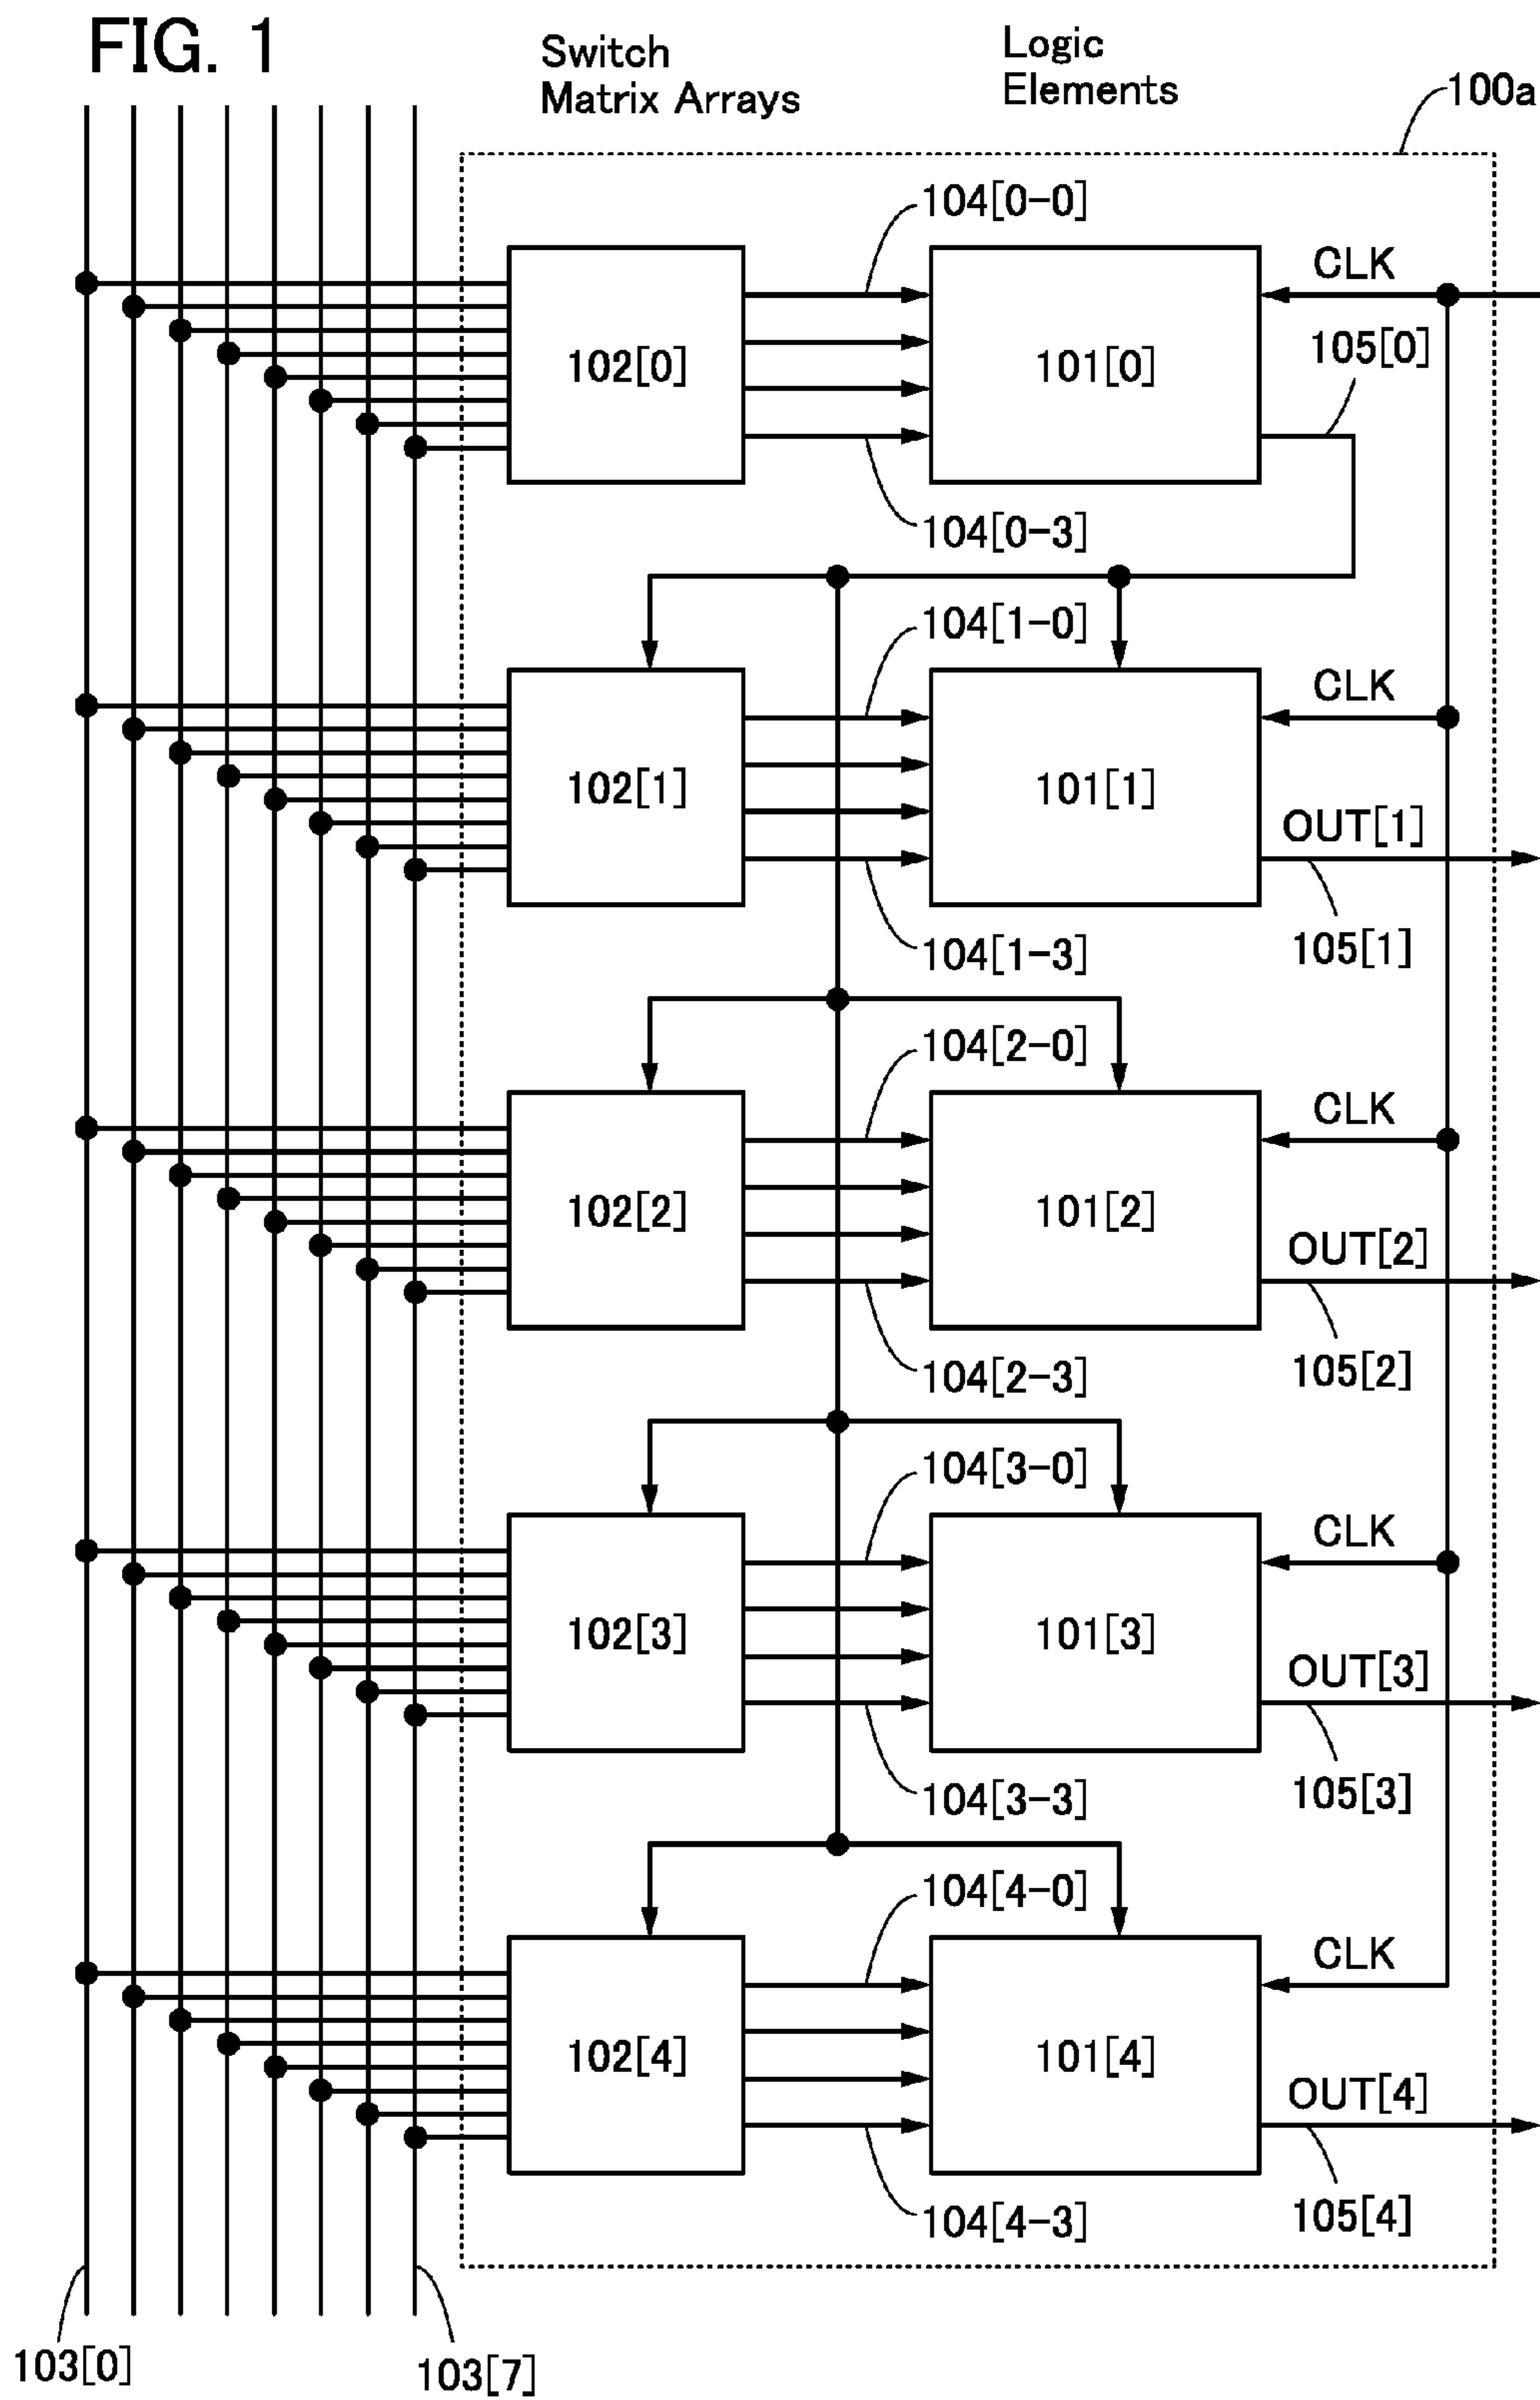 FIG. 1
Switch
Matrix Arrays
Logic
Elements
100a
104[0-0]
CLK
102[0]
101[0]
105[0]
104[0-3]
104[1-0]
CLK
102[1]
101[1]
OUT[1]
104[1-3]
105[1]
104[2-0]
CLK
102[2]
101[2]
OUT[2]
104[2-3]
105[2]
104[3-0]
CLK
102[3]
101[3]
OUT[3]
104[3-3]
105[3]
104[4-0]
CLK
102[4]
101[4]
OUT[4]
104[4-3]
105[4]
103[0]
103[7]